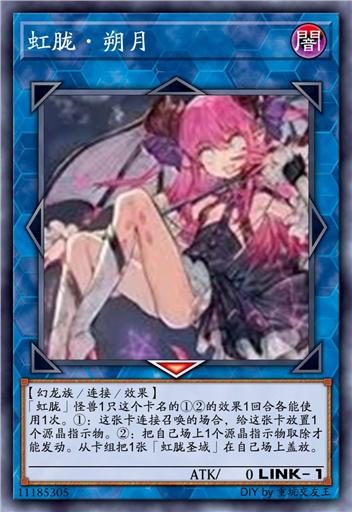 虹胧·朔月
闇
【幻龙族/连接/效果】
「虹胧」怪兽1只这个卡名的①②的效果1回合各能
使用1次。①：这张卡连接召唤的场合，给这张卡放置1
个源晶指示物。②：把自己场上1个源晶指示物取除才
能发动。从卡组把1张「虹胧圣域」在自己场上盖放。
ATK/ 0 LINK-1
11185305 DIY by 重坑交友王